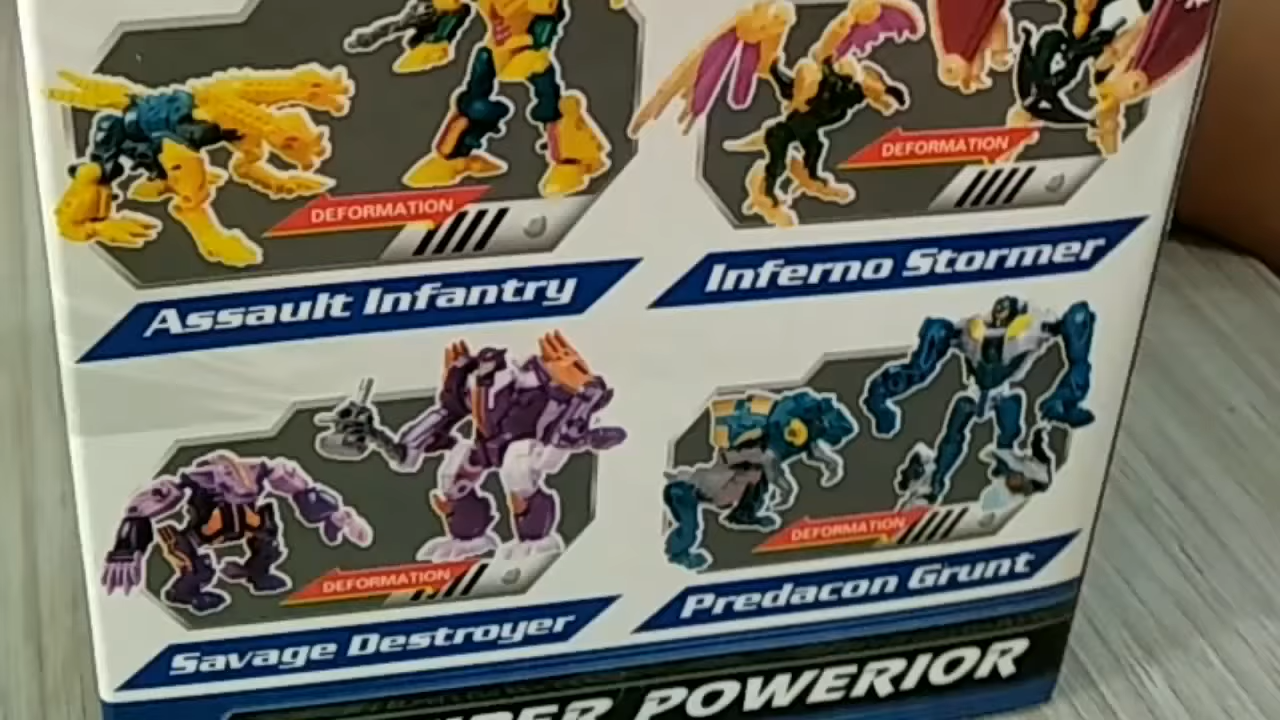 DEFORMATION
DEFORMATION
Assault Infantry
Inferno Stormer
DEFORMATION
DEFORMATION
Savage Destroyer
Predacon Grunt
POWERIOR